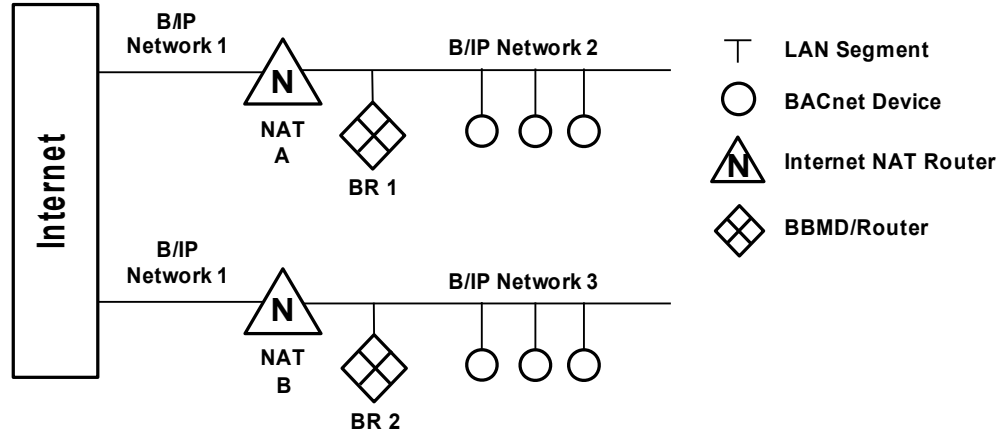 B/IP
Network 1
B/IP Network 2
N
NAT
A
BR 1
Internet
B/IP
Network 1
B/IP Network 3
N
NAT
B
BR 2
LAN Segment
BACnet Device
N
Internet NAT Router
BBMD/Router